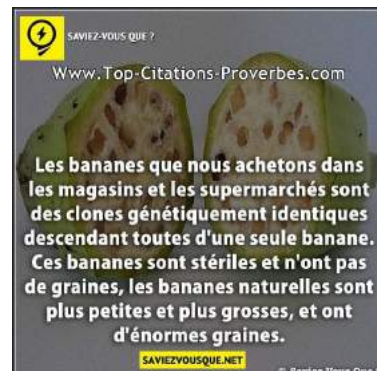 SAVIEZ-VOUS QUE ?
Www.Top-Citations-Proverbes.com
Les bananes que nous achetons dans
les magasins et les supermarchés sont
des clones génétiquement identiques
descendant toutes d'une seule banane.
Ces bananes sont stériles et n'ont pas
de graines, les bananes naturelles sont
plus petites et plus grosses, et ont
d'énormes graines.
SAVIEZVOUSQUE.NET